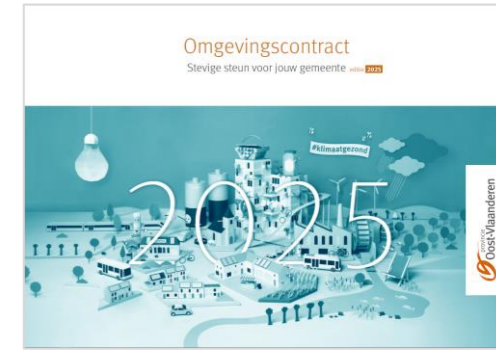 Omgevingscontract
Stevige steun voor jouw gemeente editie 2025
#klimaatgezond
2025
provincie
Oost-Vlaanderen